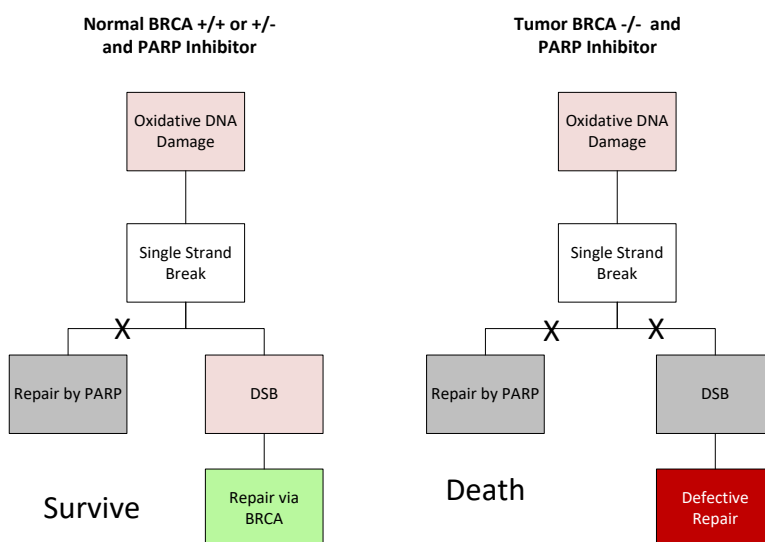 Normal BRCA +/+ or +/-
and PARP Inhibitor
Oxidative DNA
Damage
Single Strand
Break
X
Repair by PARP
DSB
Survive
Repair via
BRCA
Tumor BRCA -/- and
PARP Inhibitor
Oxidative DNA
Damage
Single Strand
Break
X
X
Repair by PARP
DSB
Death
Defective
Repair